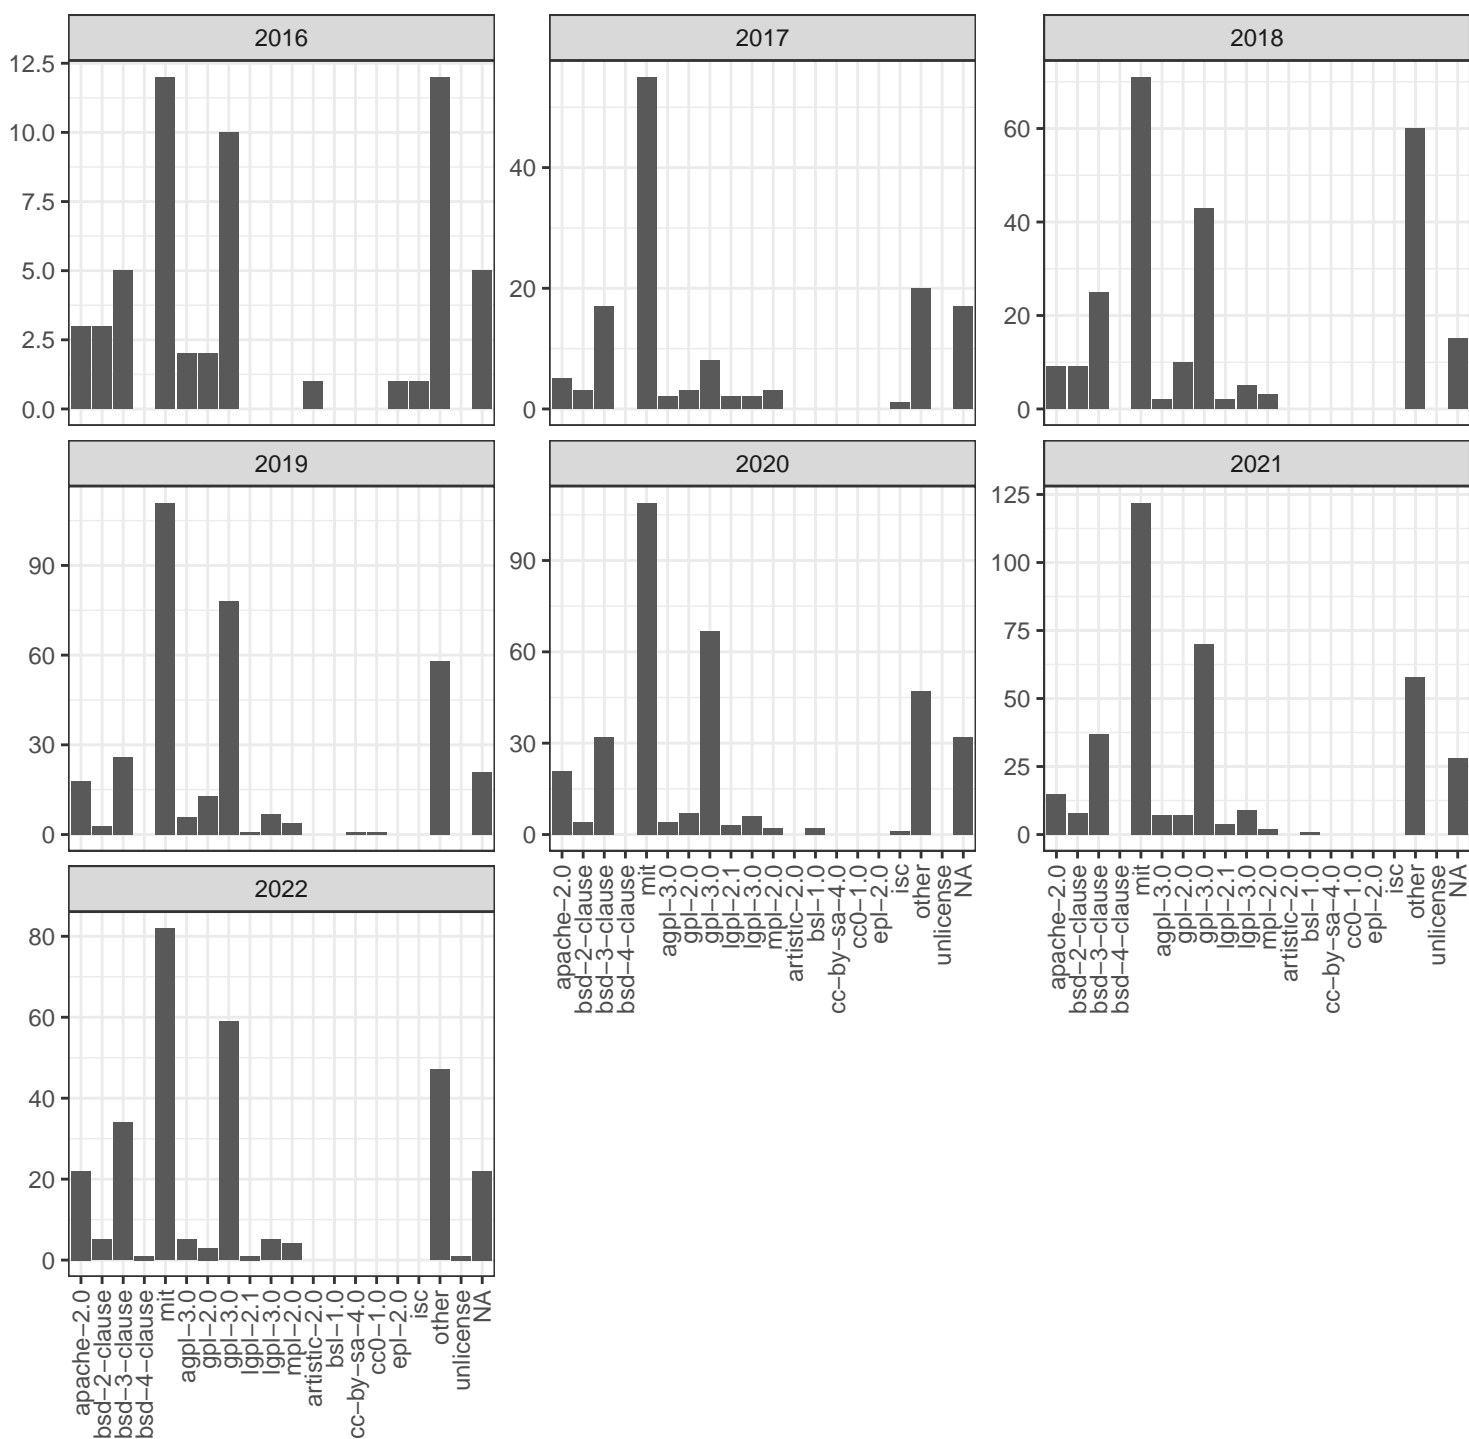 2016
2017
2018
12.5
10.0
7.5
5.0
2.5
0.0
40
20
0
60
40
20
0
2019
2020
2021
90
60
30
0
90
60
30
0
125
100
75
50
25
0
apache−2.0
bsd−2−clause
bsd−3−clause
bsd−4−clause
mit
agpl−3.0
gpl−2.0
gpl−3.0
lgpl−2.1
lgpl−3.0
mpl−2.0
artistic−2.0
bsl−1.0
cc−by−sa−4.0
cc0−1.0
epl−2.0
isc
other
unlicense
NA
apache−2.0
bsd−2−clause
bsd−3−clause
bsd−4−clause
mit
agpl−3.0
gpl−2.0
gpl−3.0
lgpl−2.1
lgpl−3.0
mpl−2.0
artistic−2.0
bsl−1.0
cc−by−sa−4.0
cc0−1.0
epl−2.0
isc
other
unlicense
NA
2022
80
60
40
20
0
apache−2.0
bsd−2−clause
bsd−3−clause
bsd−4−clause
mit
agpl−3.0
gpl−2.0
gpl−3.0
lgpl−2.1
lgpl−3.0
mpl−2.0
artistic−2.0
bsl−1.0
cc−by−sa−4.0
cc0−1.0
epl−2.0
isc
other
unlicense
NA